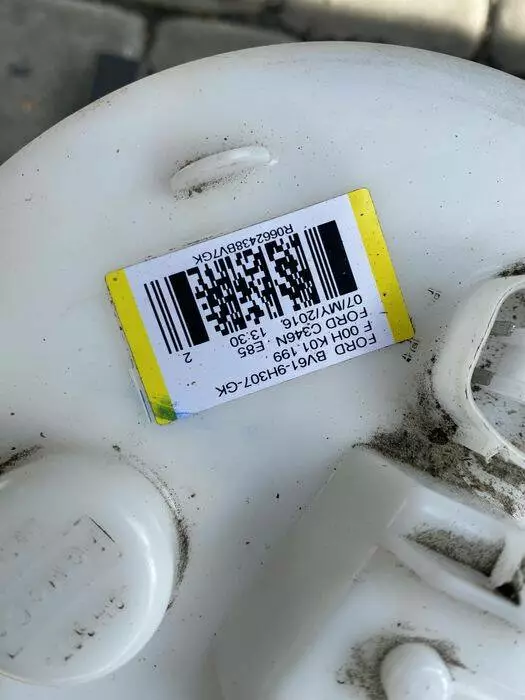 FORD BV61-9H307-GK
F 00H K01 199
FORD C346N E85
07/MY/2016 13:30
2
R0662438BV7GK